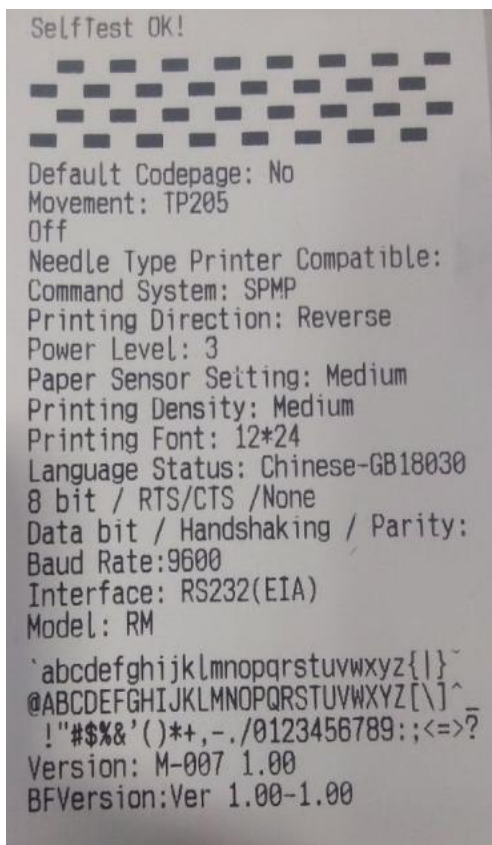 SelfTest OK!
Default Codepage: No
Movement: TP205
Off
Needle Type Printer Compatible:
Command System: SPMP
Printing Direction: Reverse
Power Level: 3
Paper Sensor Setting: Medium
Printing Density: Medium
Printing Font: 12*24
Language Status: Chinese-GB18030
8 bit / RTS/CTS /None
Data bit / Handshaking / Parity:
Baud Rate:9600
Interface: RS232(EIA)
Model: RM
`abcdefghijklmnopqrstuvwxyz{|}~
@ABCDEFGHIJKLMNOPQRSTUVWXYZ[\]^_
!"#$%&'()*+,-./0123456789:;<=>?
Version: M-007 1.00
BFVersion:Ver 1.00-1.00